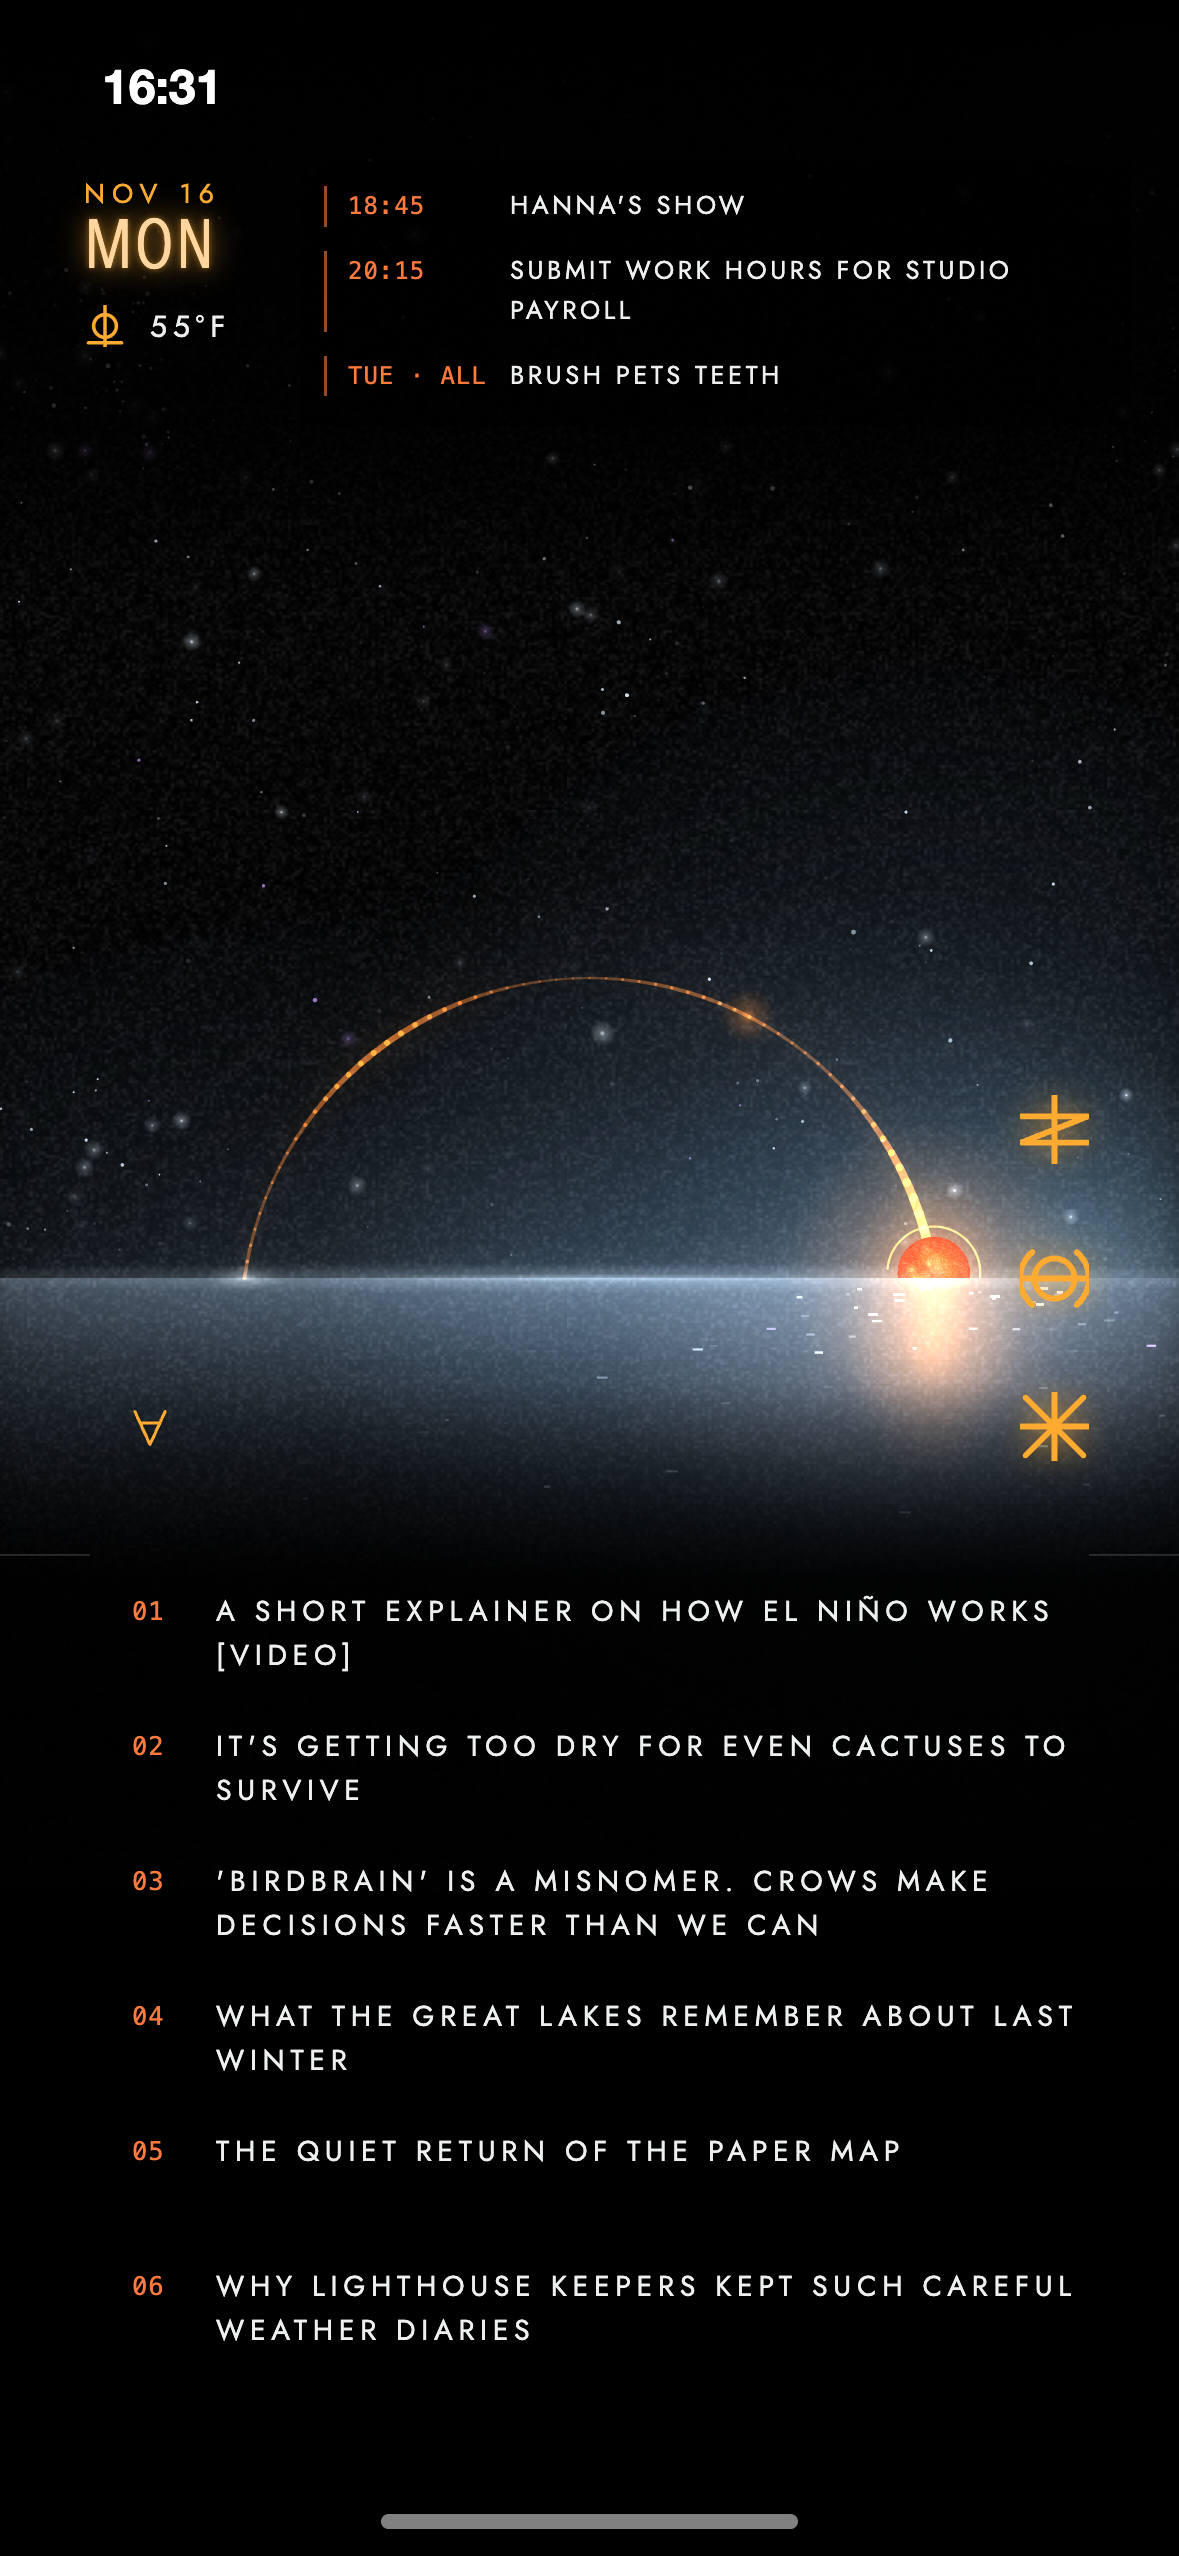 16:31
NOV 16
MON
55°F
18:45 HANNA'S SHOW
20:15 SUBMIT WORK HOURS FOR STUDIO
PAYROLL
TUE · ALL BRUSH PETS TEETH
01 A SHORT EXPLAINER ON HOW EL NIÑO WORKS
[VIDEO]
02 IT'S GETTING TOO DRY FOR EVEN CACTUSES TO
SURVIVE
03 'BIRDBRAIN' IS A MISNOMER. CROWS MAKE
DECISIONS FASTER THAN WE CAN
04 WHAT THE GREAT LAKES REMEMBER ABOUT LAST
WINTER
05 THE QUIET RETURN OF THE PAPER MAP
06 WHY LIGHTHOUSE KEEPERS KEPT SUCH CAREFUL
WEATHER DIARIES